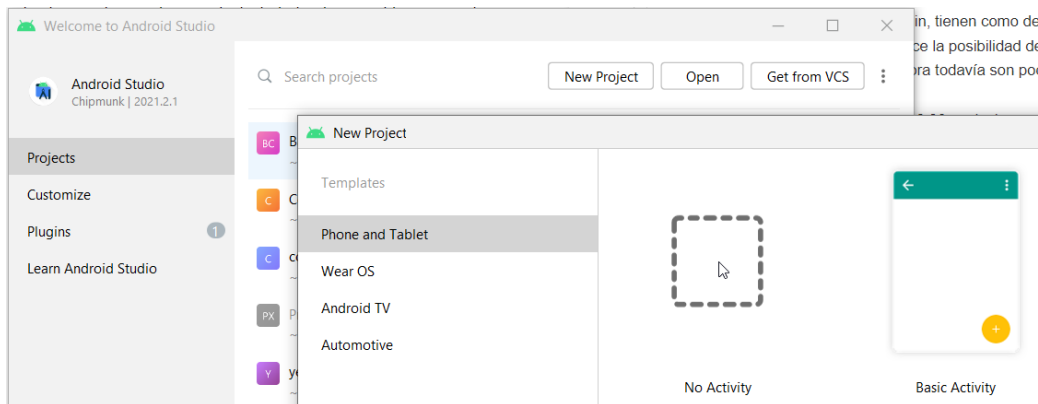 Welcome to Android Studio
in, tienen como de
ce la posibilidad de
ora todavía son po
Android Studio
Chipmunk | 2021.2.1
Search projects
New Project
Open
Get from VCS
Projects
Customize
Plugins
1
Learn Android Studio
BC
B
C
C
C
PX
Y
ye
New Project
Templates
Phone and Tablet
Wear OS
Android TV
Automotive
No Activity
Basic Activity